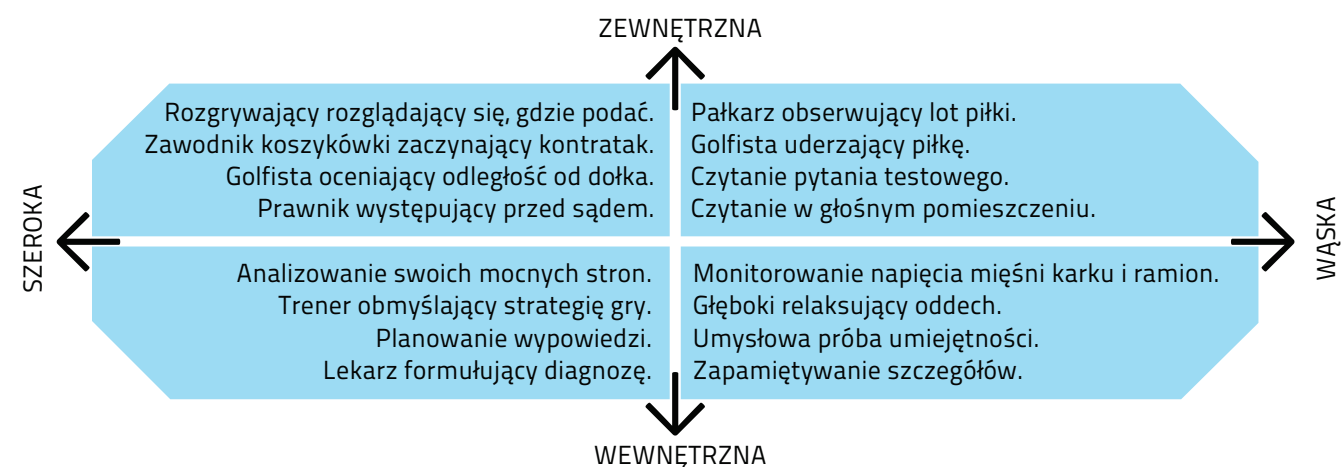 ZEWNĘTRZNA
Rozgrywający rozglądający się, gdzie podać.
Zawodnik koszykówki zaczynający kontratak.
Golfista oceniający odległość od dołka.
Prawnik występujący przed sądem.
Pałkarz obserwujący lot piłki.
Golfista uderzający piłkę.
Czytanie pytania testowego.
Czytanie w głośnym pomieszczeniu.
SZEROKA
WĄSKA
Analizowanie swoich mocnych stron.
Trener obmyślający strategię gry.
Planowanie wypowiedzi.
Lekarz formułujący diagnozę.
Monitorowanie napięcia mięśni karku i ramion.
Głęboki relaksujący oddech.
Umysłowa próba umiejętności.
Zapamiętywanie szczegółów.
WEWNĘTRZNA